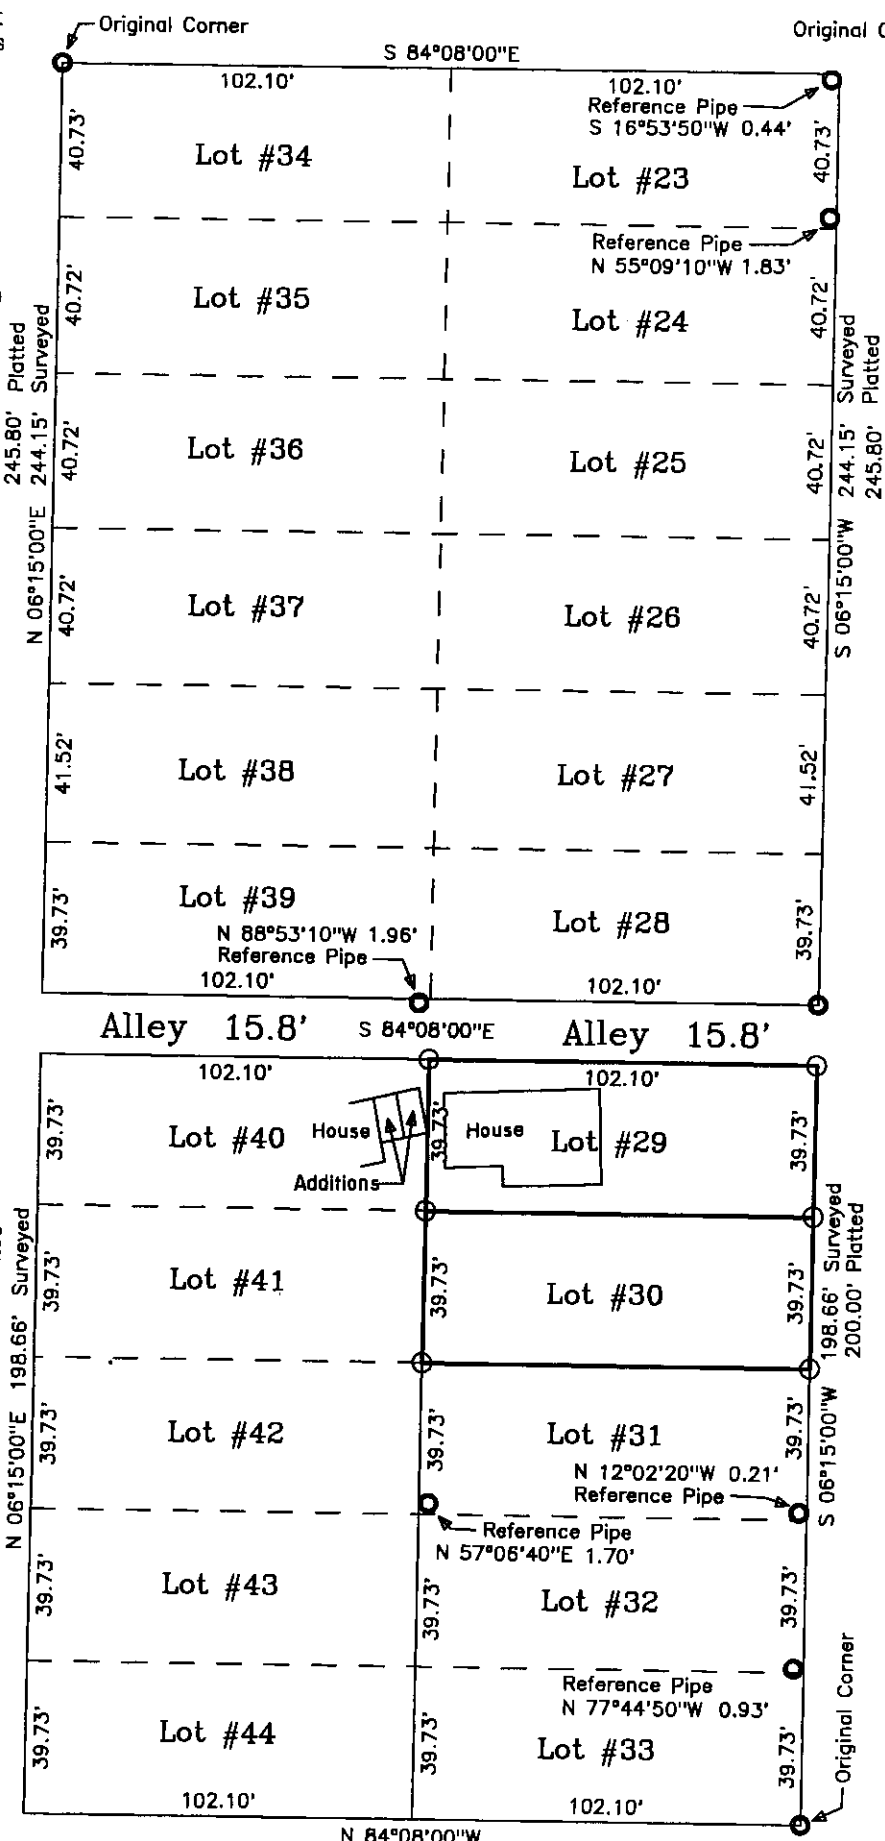 Original Corner
Original C
S 84°08'00"E
102.10'
102.10'
Reference Pipe
S 16°53'50"W 0.44'
40.73'
Lot #34
Lot #23
40.73'
Reference Pipe
N 55°09'10"W 1.83'
40.72'
Lot #35
Lot #24
40.72'
245.80' Platted
N 06°15'00"E 244.15' Surveyed
S 06°15'00"W 244.15' Surveyed
245.80' Platted
40.72'
Lot #36
Lot #25
40.72'
40.72'
Lot #37
Lot #26
40.72'
41.52'
Lot #38
Lot #27
41.52'
39.73'
Lot #39
Lot #28
39.73'
N 88°53'10"W 1.96'
Reference Pipe
102.10'
102.10'
Alley 15.8'
S 84°08'00"E
Alley 15.8'
102.10'
102.10'
39.73'
Lot #40
House
39.73'
House
Lot #29
39.73'
Additions
N 06°15'00"E 198.66' Surveyed
S 06°15'00"W 198.66' Surveyed
200.00' Platted
39.73'
Lot #41
39.73'
Lot #30
39.73'
39.73'
Lot #42
39.73'
Lot #31
39.73'
N 12°02'20"W 0.21'
Reference Pipe
Reference Pipe
N 57°06'40"E 1.70'
39.73'
Lot #43
39.73'
Lot #32
39.73'
Reference Pipe
N 77°44'50"W 0.93'
Original Corner
39.73'
Lot #44
39.73'
Lot #33
39.73'
102.10'
102.10'
N 84°08'00"W